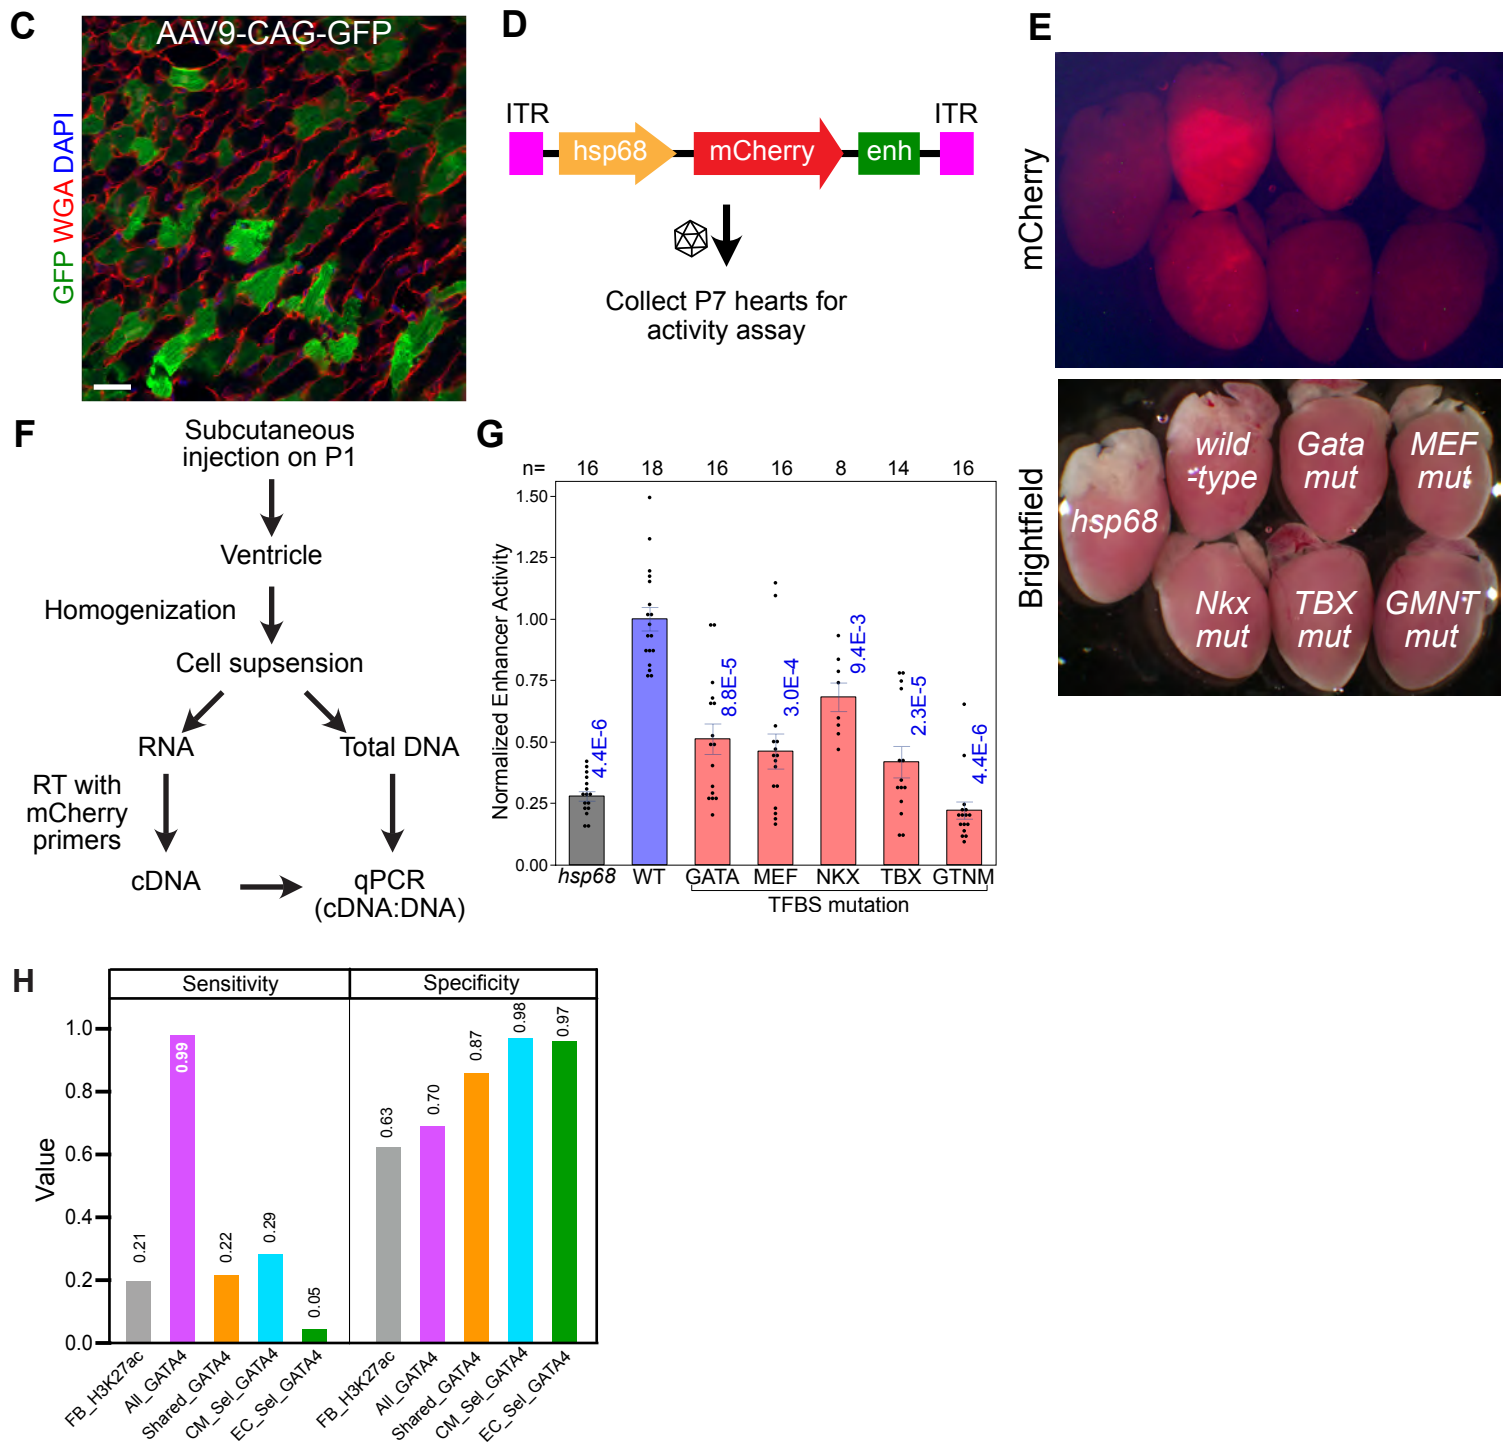 C
AAV9-CAG-GFP
GFP WGA DAPI
D
ITR
ITR
hsp68
mCherry
enh
Collect P7 hearts for
activity assay
E
mCherry
Brightfield
hsp68
wild
-type
Gata
mut
MEF
mut
Nkx
mut
TBX
mut
GMNT
mut
F
Subcutaneous
injection on P1
Ventricle
Homogenization
Cell supsension
RNA
Total DNA
RT with
mCherry
primers
cDNA
qPCR
(cDNA:DNA)
G
n= 16 18 16 16 8 14 16
Normalized Enhancer Activity
1.50
1.25
1.00
0.75
0.50
0.25
0.00
4.4E-6
8.8E-5
3.0E-4
9.4E-3
2.3E-5
4.4E-6
hsp68 WT GATA MEF NKX TBX GTNM
TFBS mutation
H
Sensitivity
Specificity
Value
1.0
0.8
0.6
0.4
0.2
0.0
0.21
0.99
0.22
0.29
0.05
0.63
0.70
0.87
0.98
0.97
FB_H3K27ac
All_GATA4
Shared_GATA4
CM_Sel_GATA4
EC_Sel_GATA4
FB_H3K27ac
All_GATA4
Shared_GATA4
CM_Sel_GATA4
EC_Sel_GATA4